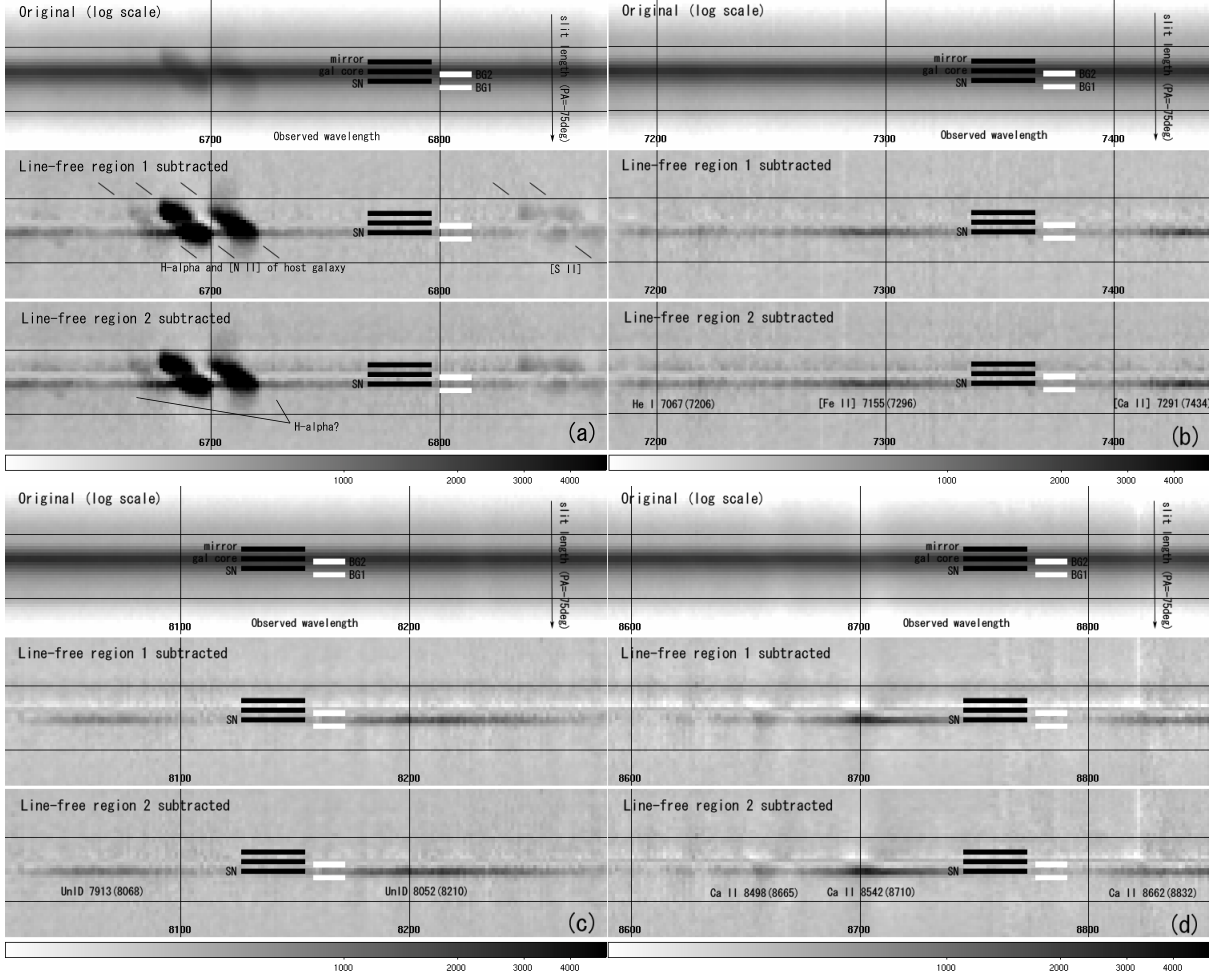 Original (log scale)
slit length (PA=-75deg)
mirror
gal core
SN
BG2
BG1
Observed wavelength
6700
6800
Line-free region 1 subtracted
SN
H-alpha and [N II] of host galaxy
[S II]
6700
6800
Line-free region 2 subtracted
SN
H-alpha?
6700
6800
(a)
1000
2000
3000
4000
Original (log scale)
slit length (PA=-75deg)
mirror
gal core
SN
BG2
BG1
Observed wavelength
7200
7300
7400
Line-free region 1 subtracted
SN
7200
7300
7400
Line-free region 2 subtracted
SN
He I 7067(7206)
[Fe II] 7155(7296)
[Ca II] 7291(7434)
7200
7300
7400
(b)
1000
2000
3000
4000
Original (log scale)
slit length (PA=-75deg)
mirror
gal core
SN
BG2
BG1
Observed wavelength
8100
8200
Line-free region 1 subtracted
SN
8100
8200
Line-free region 2 subtracted
SN
UnID 7913(8068)
UnID 8052(8210)
8100
8200
(c)
1000
2000
3000
4000
Original (log scale)
slit length (PA=-75deg)
mirror
gal core
SN
BG2
BG1
Observed wavelength
8600
8700
8800
Line-free region 1 subtracted
SN
8600
8700
8800
Line-free region 2 subtracted
SN
Ca II 8498(8665)
Ca II 8542(8710)
Ca II 8662(8832)
8600
8700
8800
(d)
1000
2000
3000
4000